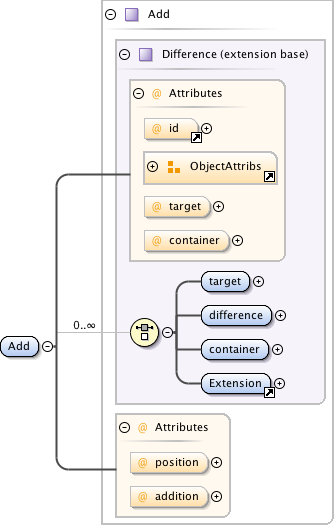 Add
Difference (extension base)
@ Attributes
@ id
ObjectAttribs
@ target
@ container
target
0..∞
difference
Add
container
Extension
@ Attributes
@ position
@ addition